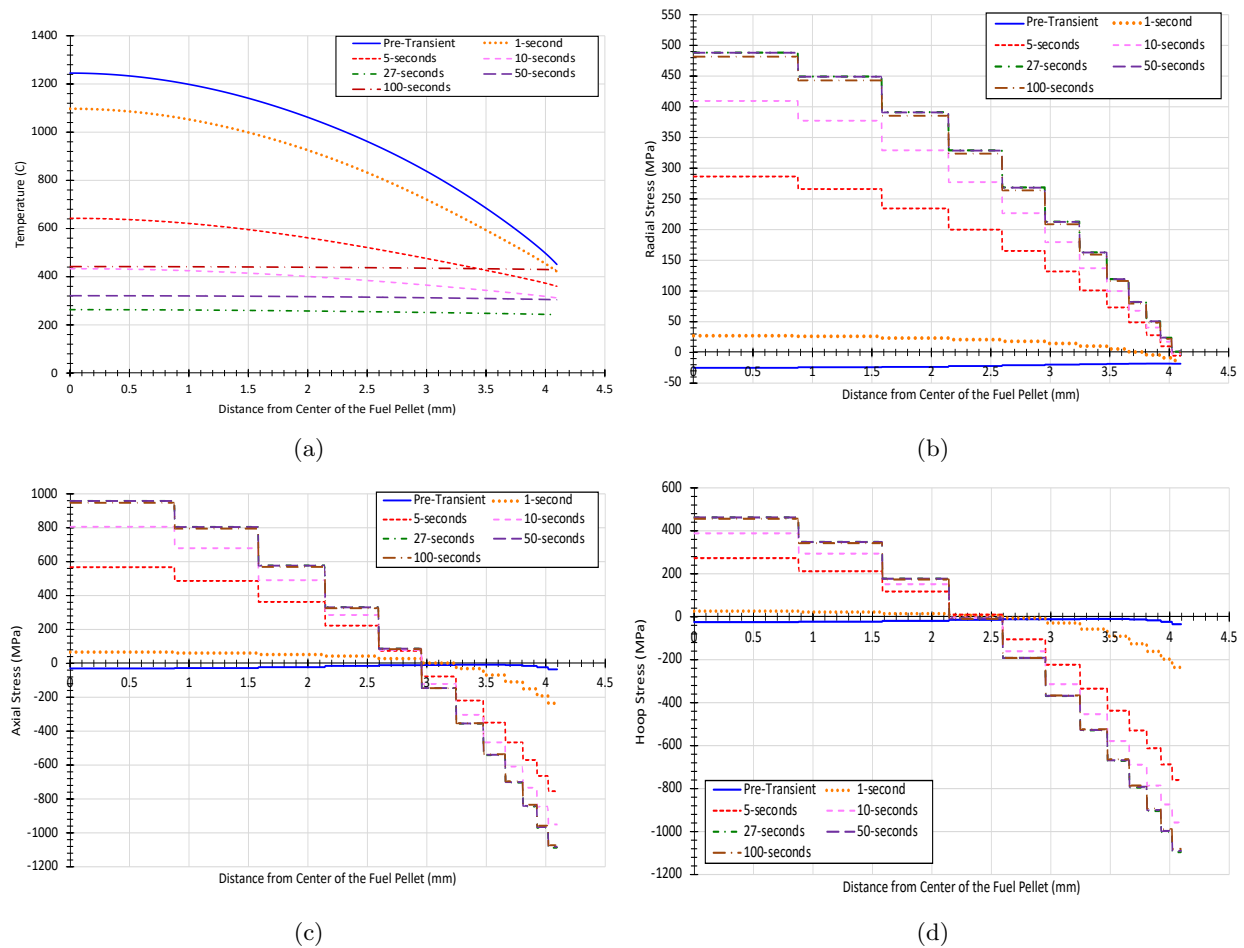 1400
1200
1000
800
600
400
200
0
0 0.5 1 1.5 2 2.5 3 3.5 4 4.5
Temperature (C)
Distance from Center of the Fuel Pellet (mm)
Pre-Transient 1-second
5-seconds 10-seconds
27-seconds 50-seconds
100-seconds
(a)
550
500
450
400
350
300
250
200
150
100
50
0
-50
0 0.5 1 1.5 2 2.5 3 3.5 4 4.5
Radial Stress (MPa)
Distance from Center of the Fuel Pellet (mm)
Pre-Transient 1-second
5-seconds 10-seconds
27-seconds 50-seconds
100-seconds
(b)
1000
800
600
400
200
0
-200
-400
-600
-800
-1000
-1200
0 0.5 1 1.5 2 2.5 3 3.5 4 4.5
Axial Stress (MPa)
Distance from Center of the Fuel Pellet (mm)
Pre-Transient 1-second
5-seconds 10-seconds
27-seconds 50-seconds
100-seconds
(c)
600
400
200
0
-200
-400
-600
-800
-1000
-1200
0 0.5 1 1.5 2 2.5 3 3.5 4 4.5
Hoop Stress (MPa)
Distance from Center of the Fuel Pellet (mm)
Pre-Transient 1-second
5-seconds 10-seconds
27-seconds 50-seconds
100-seconds
(d)